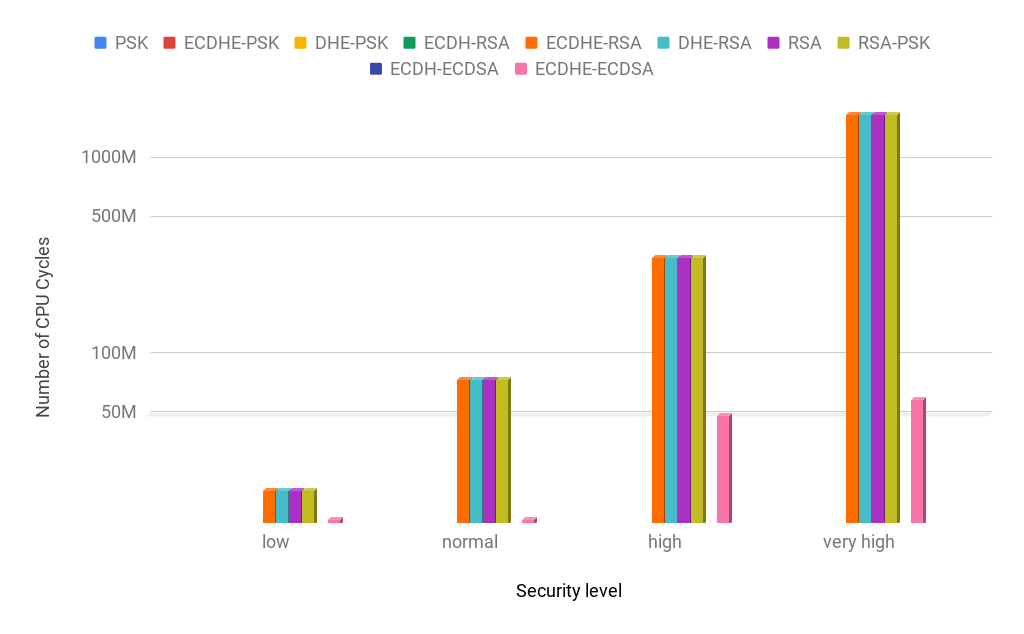 PSK ECDHE-PSK DHE-PSK ECDH-RSA ECDHE-RSA DHE-RSA RSA RSA-PSK
ECDH-ECDSA ECDHE-ECDSA
1000M
500M
100M
50M
Number of CPU Cycles
low normal high very high
Security level